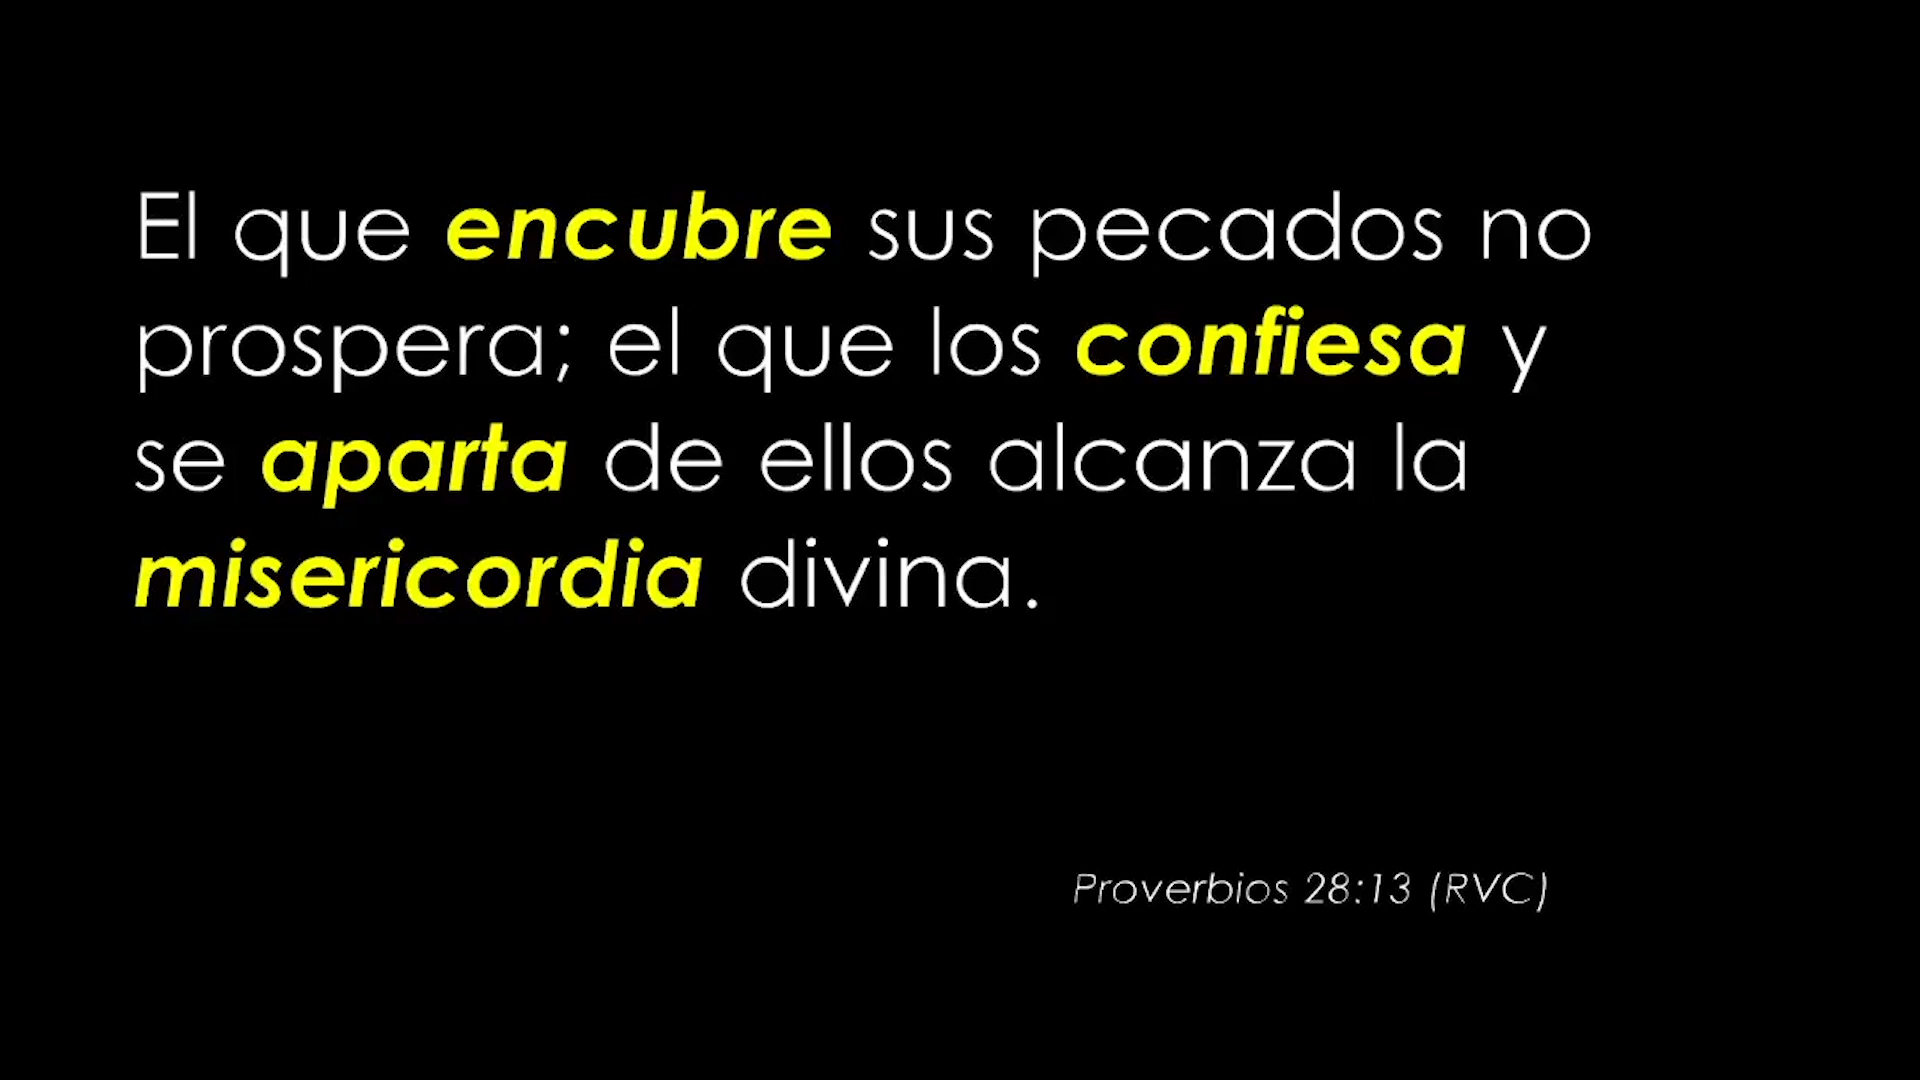 El que encubre sus pecados no
prospera; el que los confiesa y
se aparta de ellos alcanza la
misericordia divina.
Proverbios 28:13 (RVC)